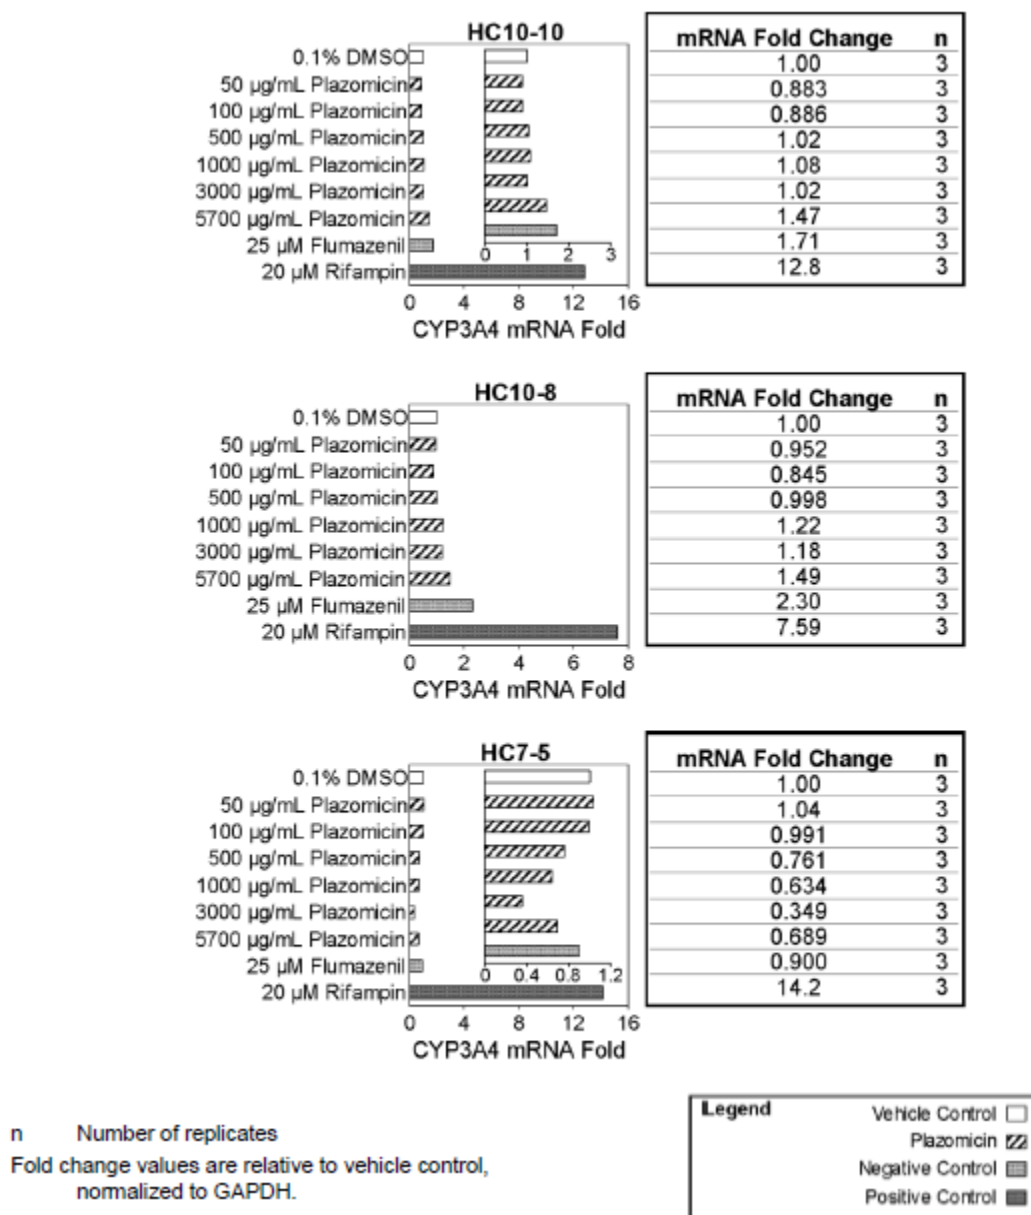 HC10-10
0.1% DMSO
50 µg/mL Plazomicin
100 µg/mL Plazomicin
500 µg/mL Plazomicin
1000 µg/mL Plazomicin
3000 µg/mL Plazomicin
5700 µg/mL Plazomicin
25 µM Flumazenil
20 µM Rifampin
0 1 2 3
0 4 8 12 16
CYP3A4 mRNA Fold
mRNA Fold Change n
1.00 3
0.883 3
0.886 3
1.02 3
1.08 3
1.02 3
1.47 3
1.71 3
12.8 3
HC10-8
0.1% DMSO
50 µg/mL Plazomicin
100 µg/mL Plazomicin
500 µg/mL Plazomicin
1000 µg/mL Plazomicin
3000 µg/mL Plazomicin
5700 µg/mL Plazomicin
25 µM Flumazenil
20 µM Rifampin
0 2 4 6 8
CYP3A4 mRNA Fold
mRNA Fold Change n
1.00 3
0.952 3
0.845 3
0.998 3
1.22 3
1.18 3
1.49 3
2.30 3
7.59 3
HC7-5
0.1% DMSO
50 µg/mL Plazomicin
100 µg/mL Plazomicin
500 µg/mL Plazomicin
1000 µg/mL Plazomicin
3000 µg/mL Plazomicin
5700 µg/mL Plazomicin
25 µM Flumazenil
20 µM Rifampin
0 0.4 0.8 1.2
0 4 8 12 16
CYP3A4 mRNA Fold
mRNA Fold Change n
1.00 3
1.04 3
0.991 3
0.761 3
0.634 3
0.349 3
0.689 3
0.900 3
14.2 3
n Number of replicates
Fold change values are relative to vehicle control,
normalized to GAPDH.
Legend
Vehicle Control
Plazomicin
Negative Control
Positive Control